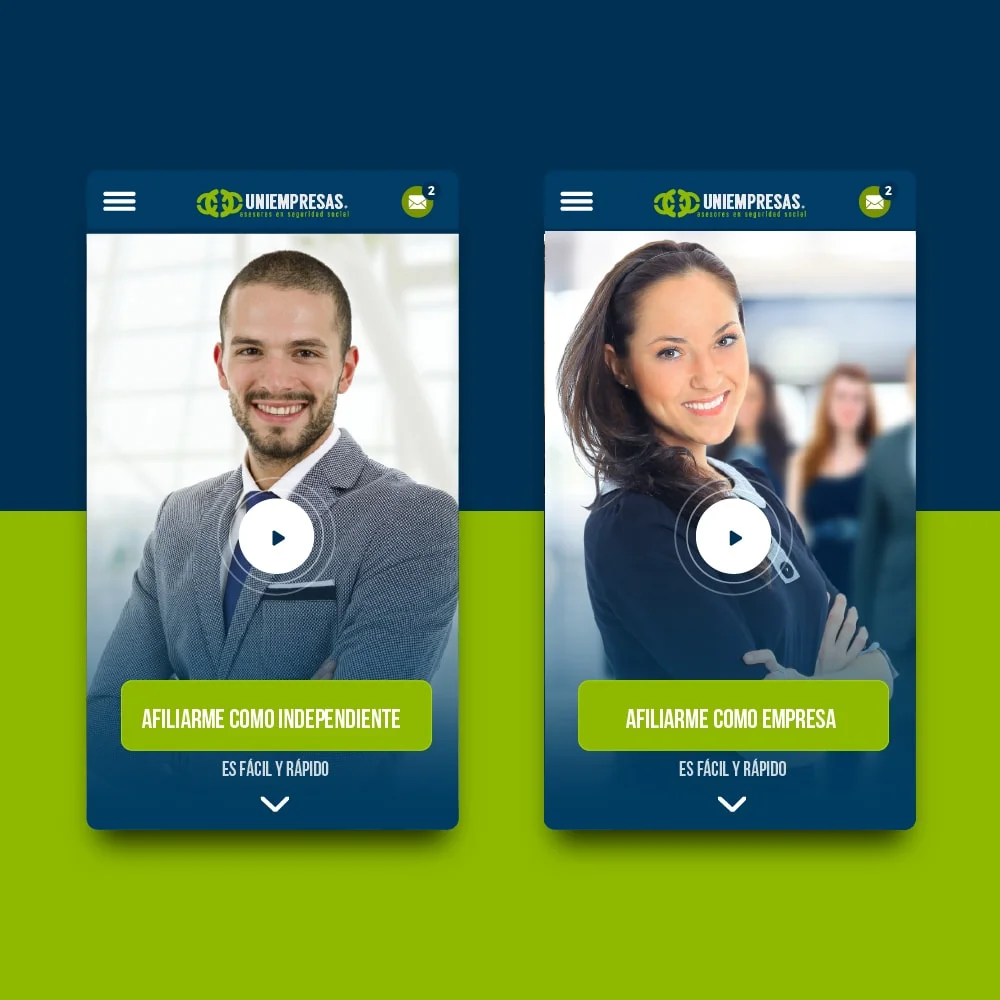 UNIEMPRESAS.
asesores en seguridad social
2
AFILIARME COMO INDEPENDIENTE
ES FÁCIL Y RÁPIDO
UNIEMPRESAS.
asesores en seguridad social
2
AFILIARME COMO EMPRESA
ES FÁCIL Y RÁPIDO